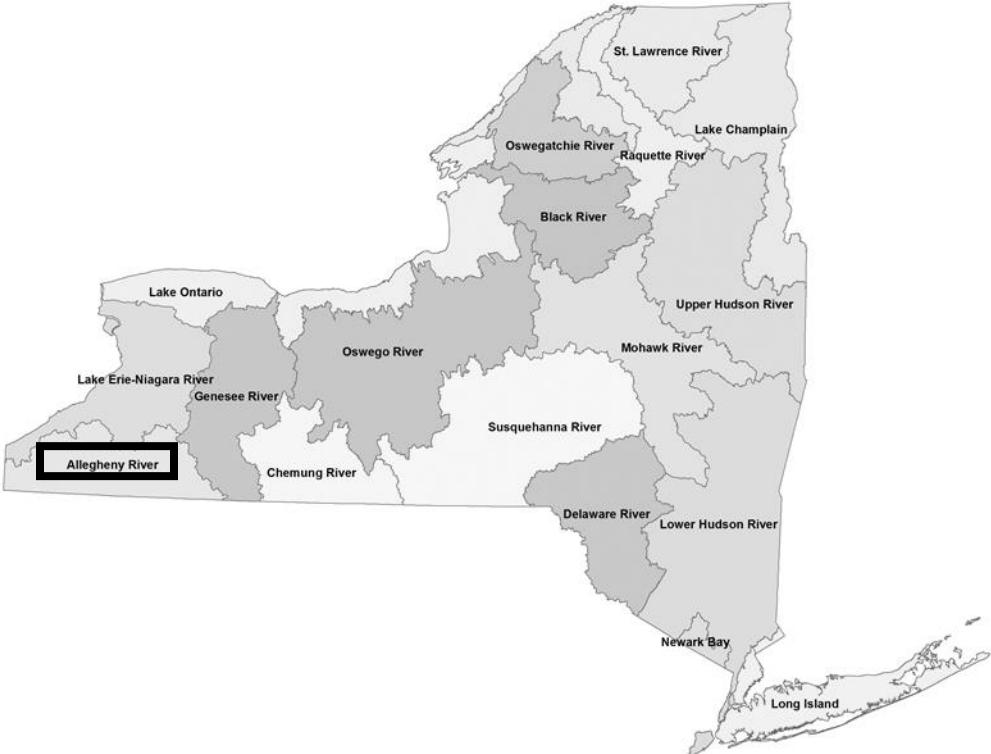 St. Lawrence River
Lake Champlain
Oswegatchie River
Raquette River
Black River
Lake Ontario
Upper Hudson River
Mohawk River
Oswego River
Lake Erie-Niagara River
Genesee River
Susquehanna River
Allegheny River
Chemung River
Delaware River
Lower Hudson River
Newark Bay
Long Island